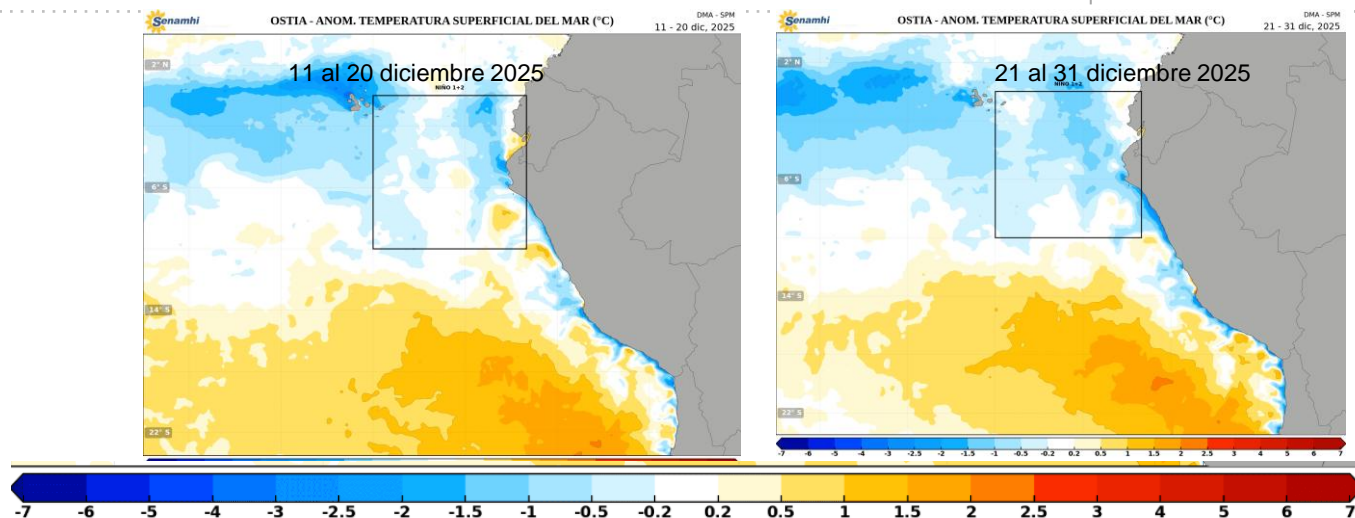 Senamhi
OSTIA - ANOM. TEMPERATURA SUPERFICIAL DEL MAR (°C)
DMA - SPM
11 - 20 dic, 2025
11 al 20 diciembre 2025
NIÑO 1+2
2° N
6° S
14° S
22° S
Senamhi
OSTIA - ANOM. TEMPERATURA SUPERFICIAL DEL MAR (°C)
DMA - SPM
21 - 31 dic, 2025
21 al 31 diciembre 2025
NIÑO 1+2
2° N
6° S
14° S
22° S
-7 -6 -5 -4 -3 -2.5 -2 -1.5 -1 -0.5 -0.2 0.2 0.5 1 1.5 2 2.5 3 4 5 6 7
-7 -6 -5 -4 -3 -2.5 -2 -1.5 -1 -0.5 -0.2 0.2 0.5 1 1.5 2 2.5 3 4 5 6 7